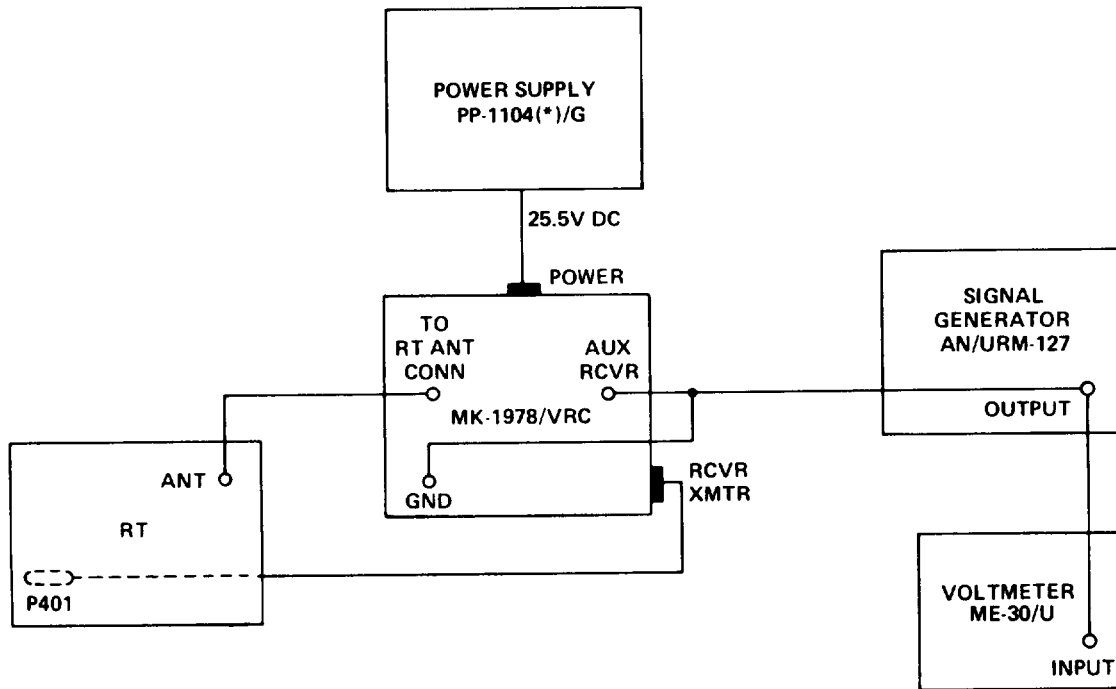 POWER SUPPLY
PP-1104(*)/G
25.5V DC
POWER
TO
RT ANT
CONN
AUX
RCVR
MK-1978/VRC
GND
RCVR
XMTR
SIGNAL
GENERATOR
AN/URM-127
OUTPUT
ANT
RT
P401
VOLTMETER
ME-30/U
INPUT